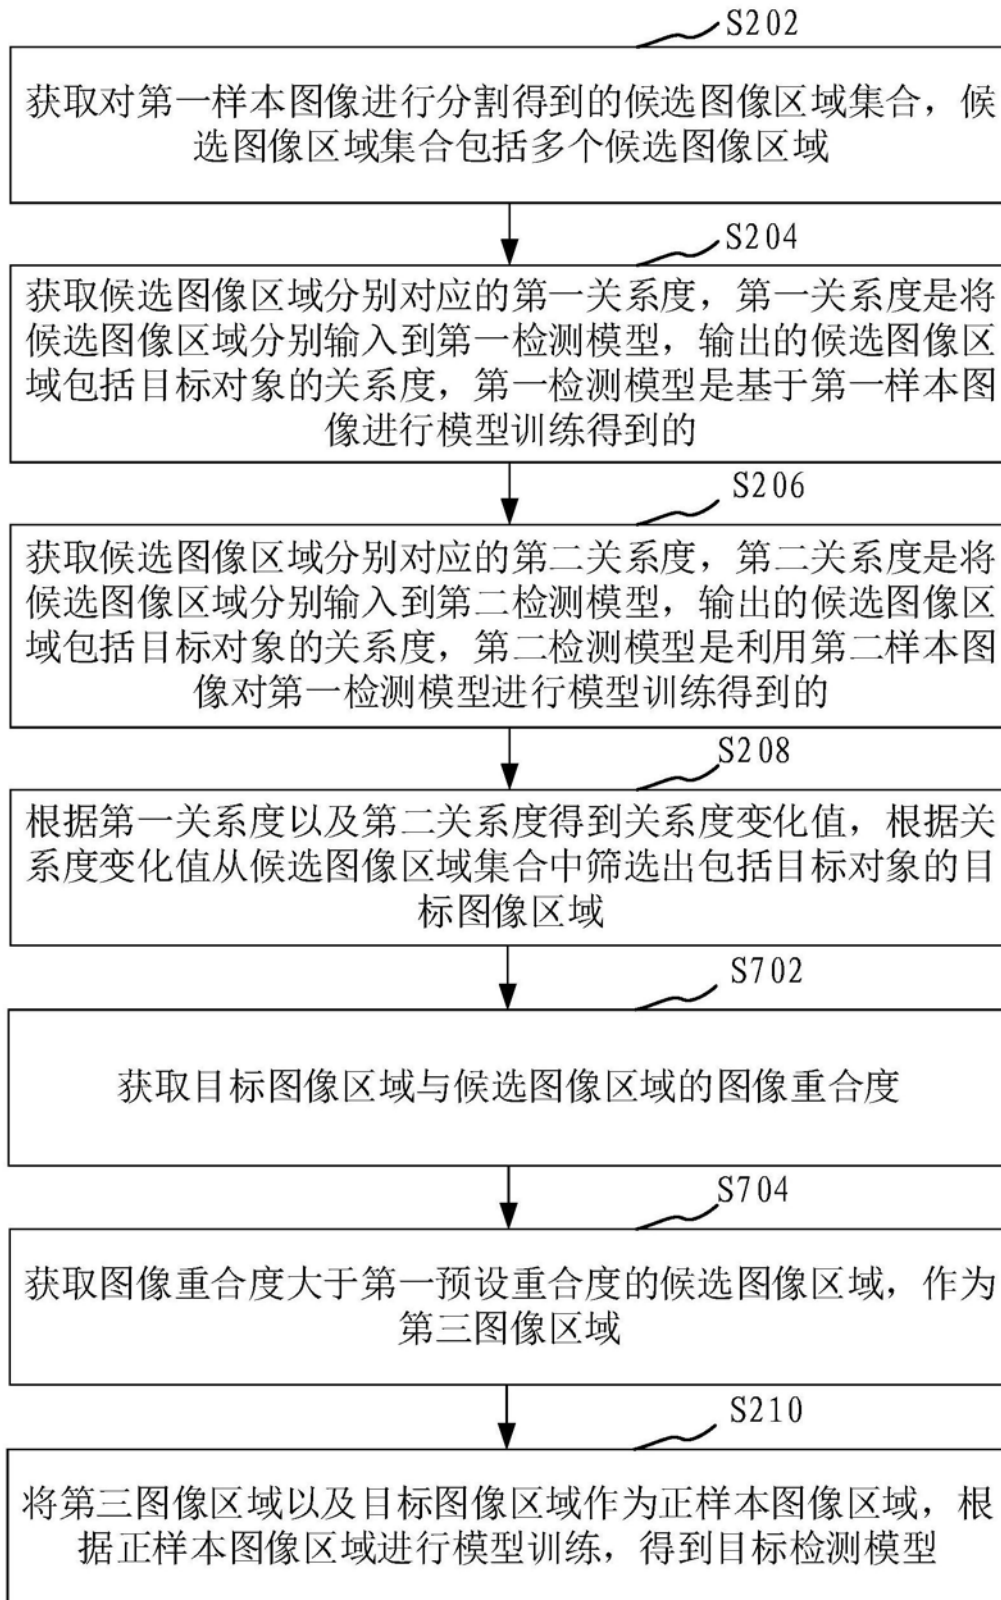 S202
获取对第一样本图像进行分割得到的候选图像区域集合，候
选图像区域集合包括多个候选图像区域
S204
获取候选图像区域分别对应的第一关系度，第一关系度是将
候选图像区域分别输入到第一检测模型，输出的候选图像区
域包括目标对象的关系度，第一检测模型是基于第一样本图
像进行模型训练得到的
S206
获取候选图像区域分别对应的第二关系度，第二关系度是将
候选图像区域分别输入到第二检测模型，输出的候选图像区
域包括目标对象的关系度，第二检测模型是利用第二样本图
像对第一检测模型进行模型训练得到的
S208
根据第一关系度以及第二关系度得到关系度变化值，根据关
系度变化值从候选图像区域集合中筛选出包括目标对象的目
标图像区域
S702
获取目标图像区域与候选图像区域的图像重合度
S704
获取图像重合度大于第一预设重合度的候选图像区域，作为
第三图像区域
S210
将第三图像区域以及目标图像区域作为正样本图像区域，根
据正样本图像区域进行模型训练，得到目标检测模型